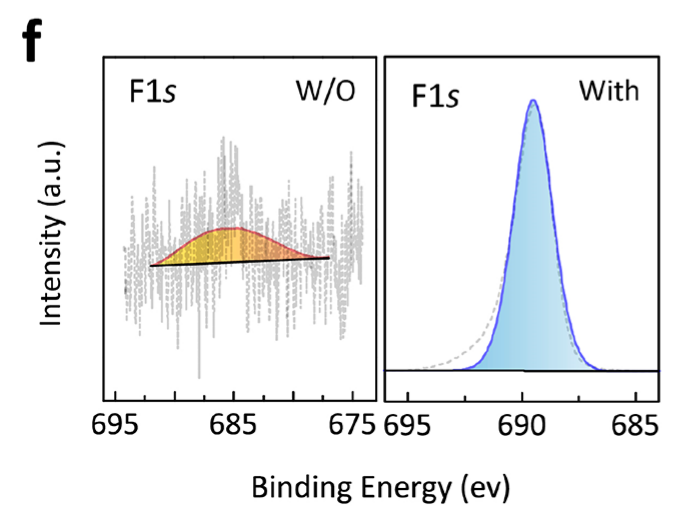 f
F1s W/O
F1s With
Intensity (a.u.)
695 685 675 695 690 685
Binding Energy (ev)